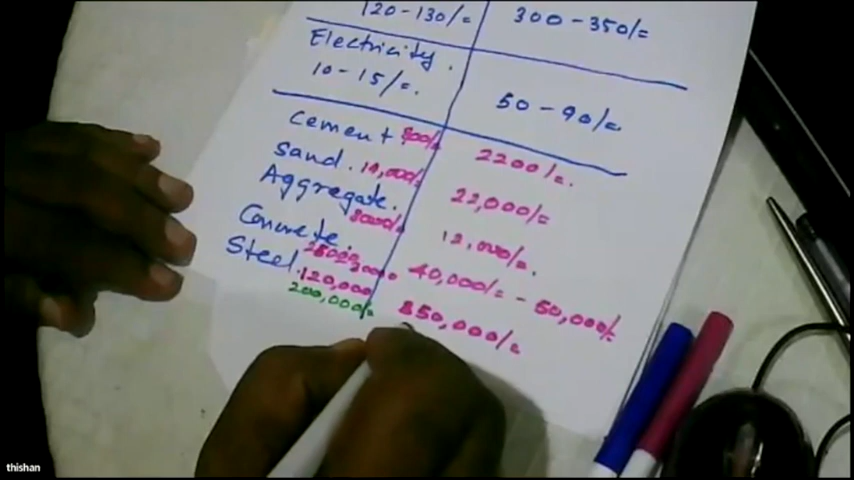 120-130/= 300-350/=
Electricity.
10-15/=. 50-90/=
Cement 900/= 2200/=.
Sand. 14,000/= 22,000/=
Aggregate. 8000/= 12,000/=.
Concrete. 40,000/= - 50,000/=
Steel. 120,000 850,000/=
200,000/=
thishan